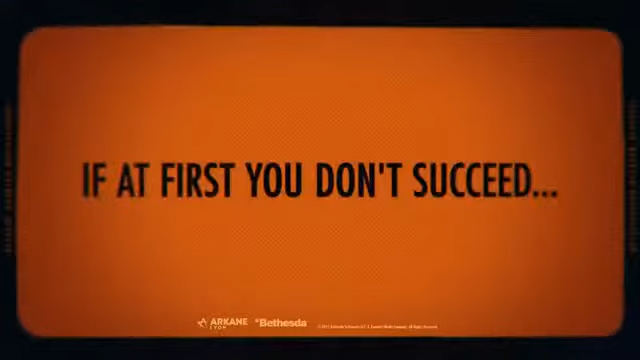 IF AT FIRST YOU DON'T SUCCEED...
ARKANE
LYON
Bethesda